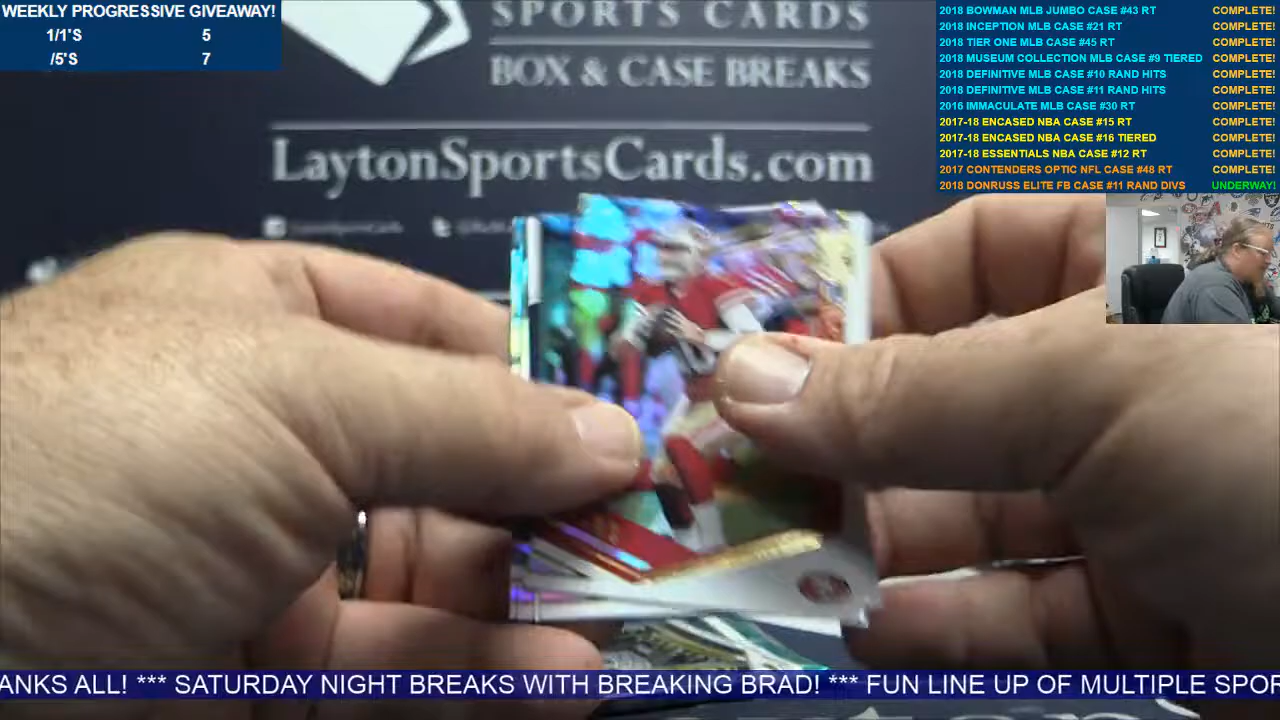 WEEKLY PROGRESSIVE GIVEAWAY!
1/1'S 5
/5'S 7
SPORTS CARDS
BOX & CASE BREAKS
LaytonSportsCards.com
2018 BOWMAN MLB JUMBO CASE #43 RT COMPLETE!
2018 INCEPTION MLB CASE #21 RT COMPLETE!
2018 TIER ONE MLB CASE #45 RT COMPLETE!
2018 MUSEUM COLLECTION MLB CASE #9 TIERED COMPLETE!
2018 DEFINITIVE MLB CASE #10 RAND HITS COMPLETE!
2018 DEFINITIVE MLB CASE #11 RAND HITS COMPLETE!
2016 IMMACULATE MLB CASE #30 RT COMPLETE!
2017-18 ENCASED NBA CASE #15 RT COMPLETE!
2017-18 ENCASED NBA CASE #16 TIERED COMPLETE!
2017-18 ESSENTIALS NBA CASE #12 RT COMPLETE!
2017 CONTENDERS OPTIC NFL CASE #48 RT COMPLETE!
2018 DONRUSS ELITE FB CASE #11 RAND DIVS UNDERWAY!
ANKS ALL! *** SATURDAY NIGHT BREAKS WITH BREAKING BRAD! *** FUN LINE UP OF MULTIPLE SPOR